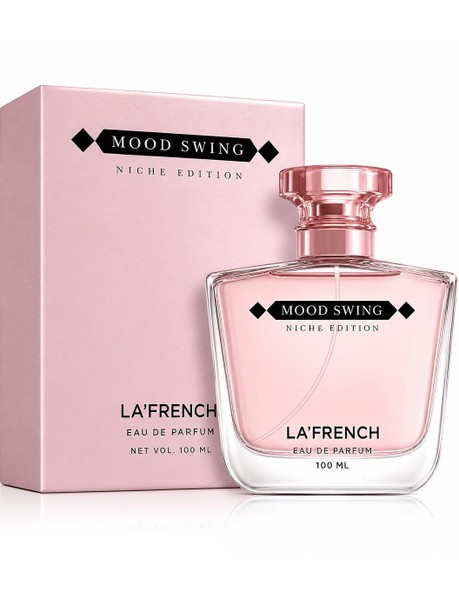 MOOD SWING
NICHE EDITION
LA'FRENCH
EAU DE PARFUM
NET VOL. 100 ML
MOOD SWING
NICHE EDITION
LA'FRENCH
EAU DE PARFUM
100 ML